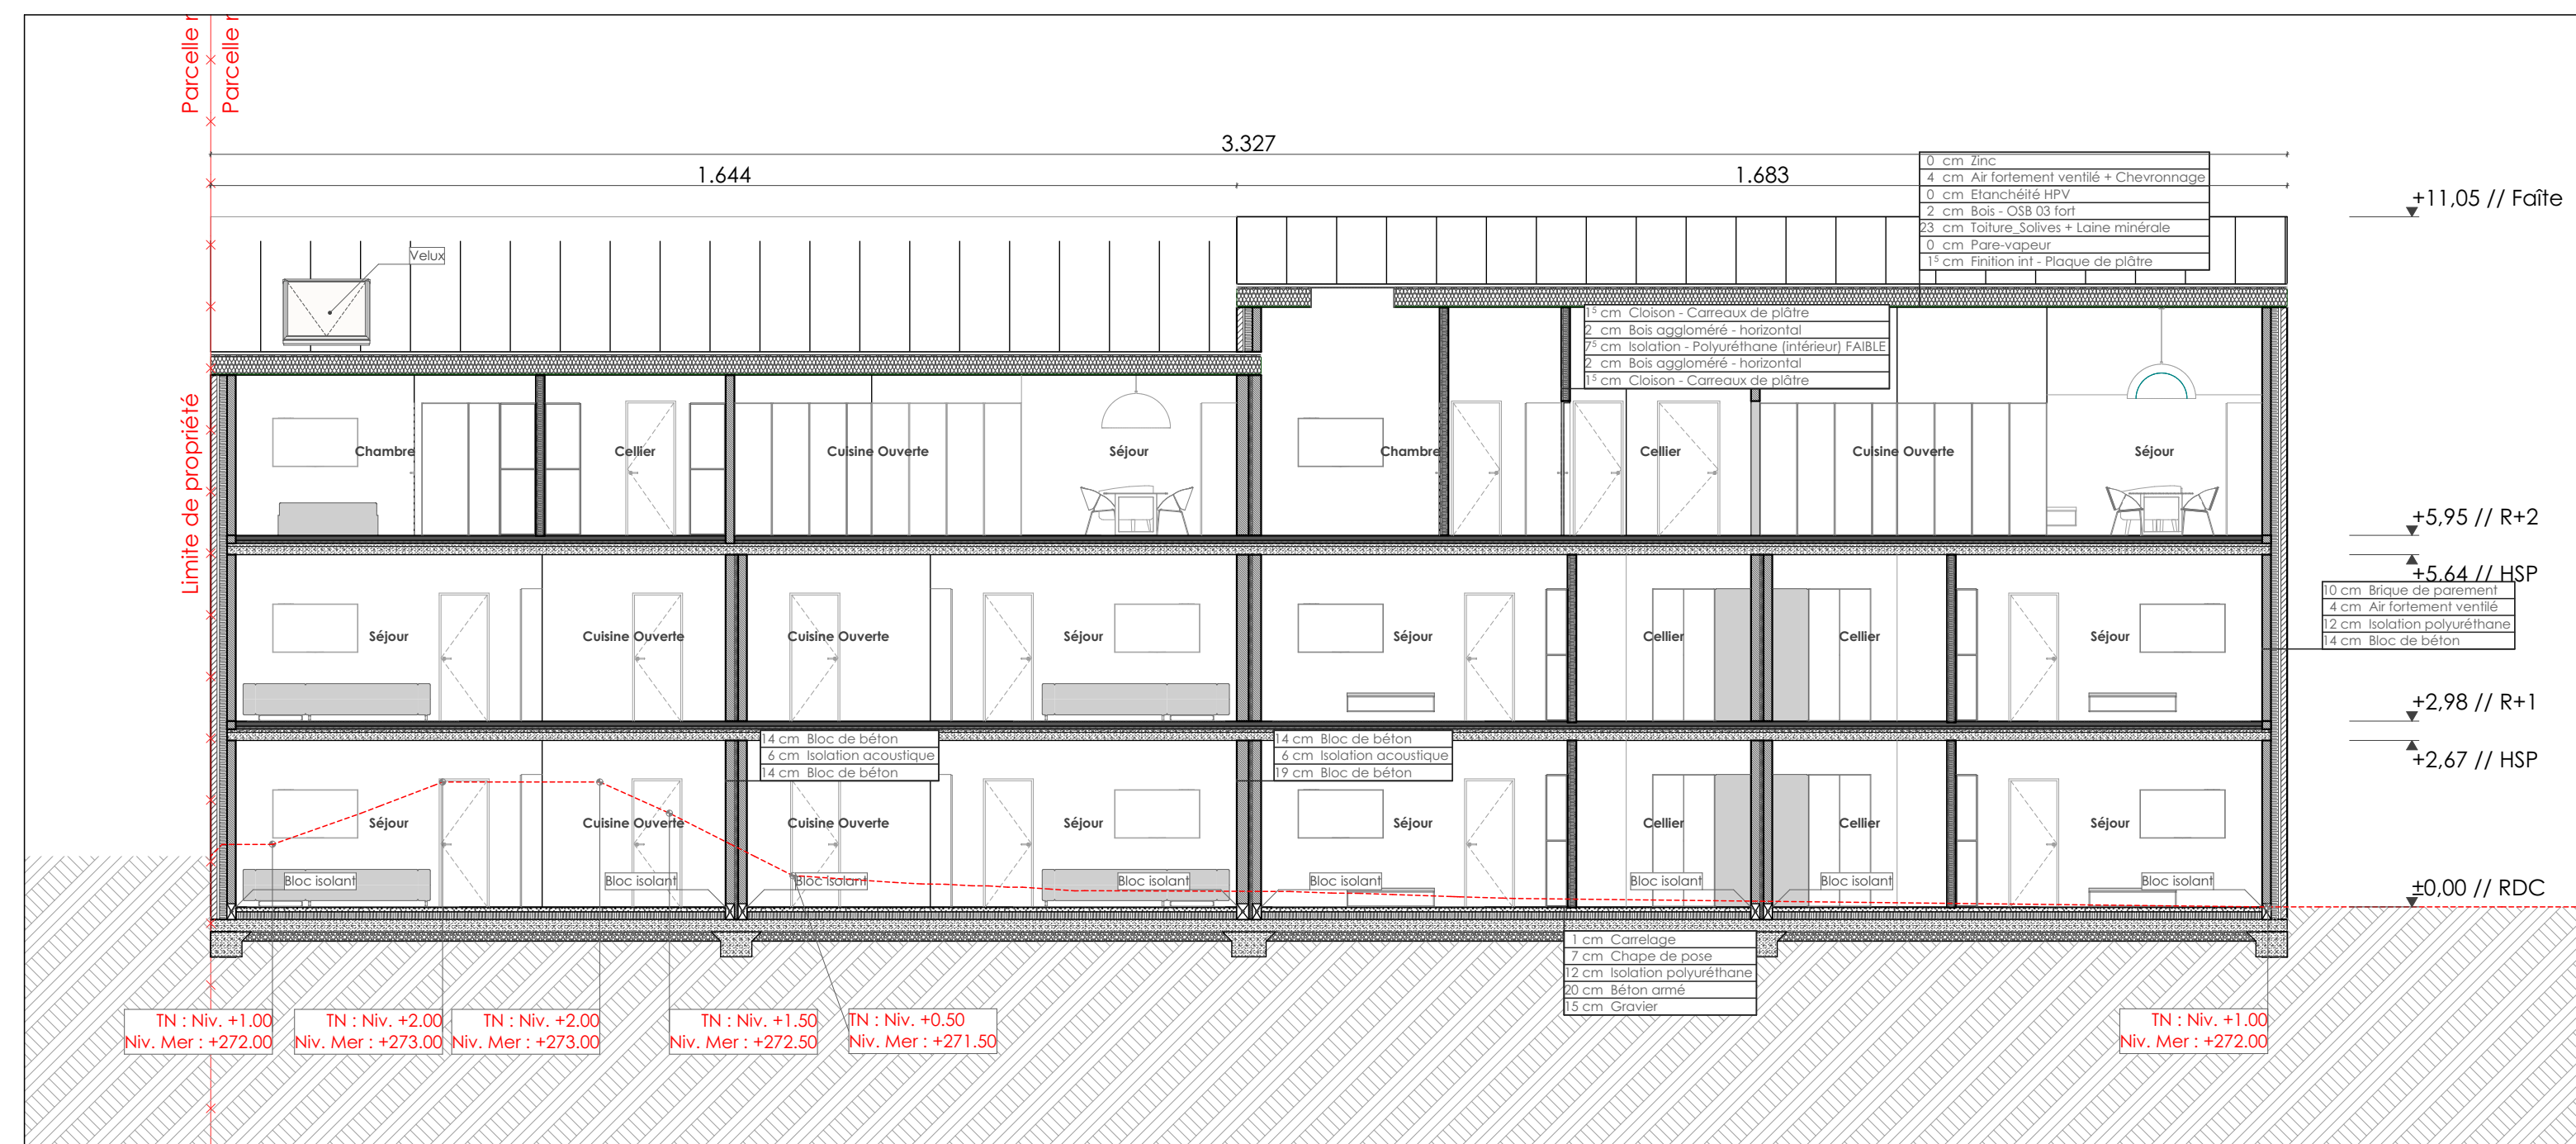 Parcelle r
Parcelle r
3.327
1.644
1.683
0 cm Zinc
4 cm Air fortement ventilé + Chevronnage
0 cm Etanchéité HPV
2 cm Bois - OSB 03 fort
23 cm Toiture_Solives + Laine minérale
0 cm Pare-vapeur
1⁵ cm Finition int - Plaque de plâtre
+11,05 // Faîte
Velux
1⁵ cm Cloison - Carreaux de plâtre
2 cm Bois aggloméré - horizontal
7⁵ cm Isolation - Polyuréthane (intérieur) FAIBLE
2 cm Bois aggloméré - horizontal
1⁵ cm Cloison - Carreaux de plâtre
Limite de propriété
Chambre
Cellier
Cuisine Ouverte
Séjour
Chambre
Cellier
Cuisine Ouverte
Séjour
+5,95 // R+2
+5,64 // HSP
10 cm Brique de parement
4 cm Air fortement ventilé
12 cm Isolation polyuréthane
14 cm Bloc de béton
Séjour
Cuisine Ouverte
Cuisine Ouverte
Séjour
Séjour
Cellier
Cellier
Séjour
+2,98 // R+1
+2,67 // HSP
14 cm Bloc de béton
6 cm Isolation acoustique
14 cm Bloc de béton
14 cm Bloc de béton
6 cm Isolation acoustique
19 cm Bloc de béton
Séjour
Cuisine Ouverte
Cuisine Ouverte
Séjour
Séjour
Cellier
Cellier
Séjour
Bloc isolant
Bloc isolant
Bloc isolant
Bloc isolant
Bloc isolant
Bloc isolant
Bloc isolant
Bloc isolant
±0,00 // RDC
1 cm Carrelage
7 cm Chape de pose
12 cm Isolation polyuréthane
20 cm Béton armé
15 cm Gravier
TN : Niv. +1.00
Niv. Mer : +272.00
TN : Niv. +2.00
Niv. Mer : +273.00
TN : Niv. +2.00
Niv. Mer : +273.00
TN : Niv. +1.50
Niv. Mer : +272.50
TN : Niv. +0.50
Niv. Mer : +271.50
TN : Niv. +1.00
Niv. Mer : +272.00